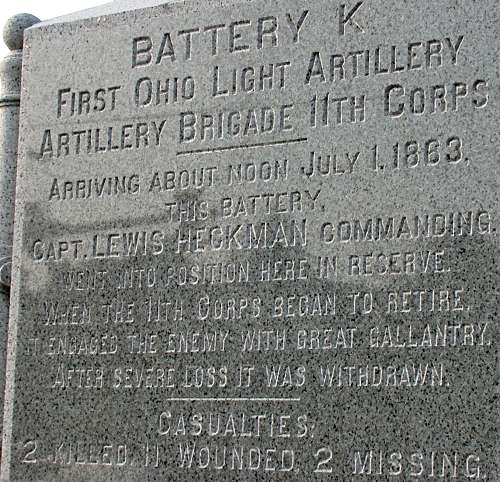 BATTERY K
FIRST OHIO LIGHT ARTILLERY
ARTILLERY BRIGADE 11TH CORPS
ARRIVING ABOUT NOON JULY 1, 1863.
THIS BATTERY,
CAPT. LEWIS HECKMAN COMMANDING.
WENT INTO POSITION HERE IN RESERVE.
WHEN THE 11TH CORPS BEGAN TO RETIRE,
IT ENGAGED THE ENEMY WITH GREAT GALLANTRY.
AFTER SEVERE LOSS IT WAS WITHDRAWN.
CASUALTIES:
2 KILLED. 11 WOUNDED. 2 MISSING.